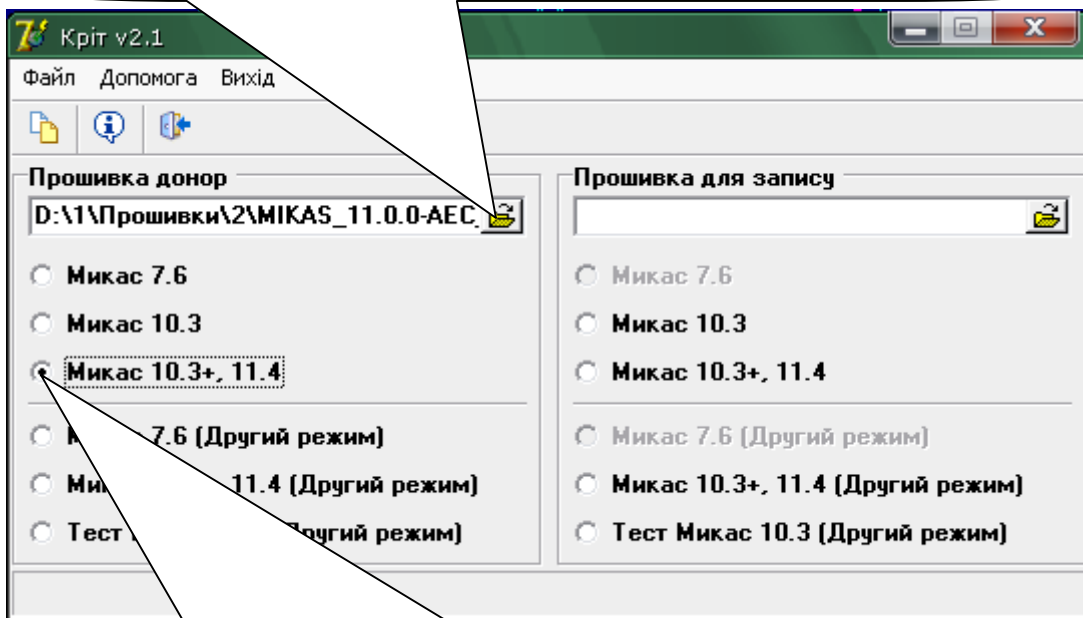 Кріт v2.1
Файл Допомога Вихід
Прошивка донор
D:\1\Прошивки\2\MIKAS_11.0.0-AEC_
Микас 7.6
Микас 10.3
Микас 10.3+, 11.4
7.6 (Другий режим)
11.4 (Другий режим)
Тест режим)
Прошивка для запису
Микас 7.6
Микас 10.3
Микас 10.3+, 11.4
Микас 7.6 (Другий режим)
Микас 10.3+, 11.4 (Другий режим)
Тест Микас 10.3 (Другий режим)